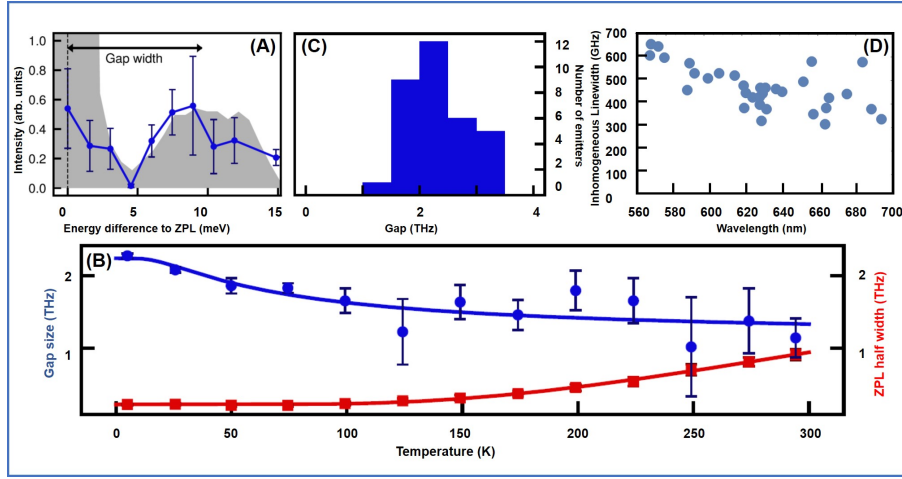 (A)
Gap width
Intensity (arb. units)
1.0
0.6
0.4
0.2
0.0
0 5 10 15
Energy difference to ZPL (meV)
(C)
12
10
8
6
4
2
0
Number of emitters
0 2 4
Gap (THz)
(D)
Inhomogeneous Linewidth (GHz)
700
600
500
400
300
200
100
0
560 580 600 620 640 660 680 700
Wavelength (nm)
(B)
Gap size (THz)
2
1
2
1
ZPL half width (THz)
0 50 100 150 200 250 300
Temperature (K)